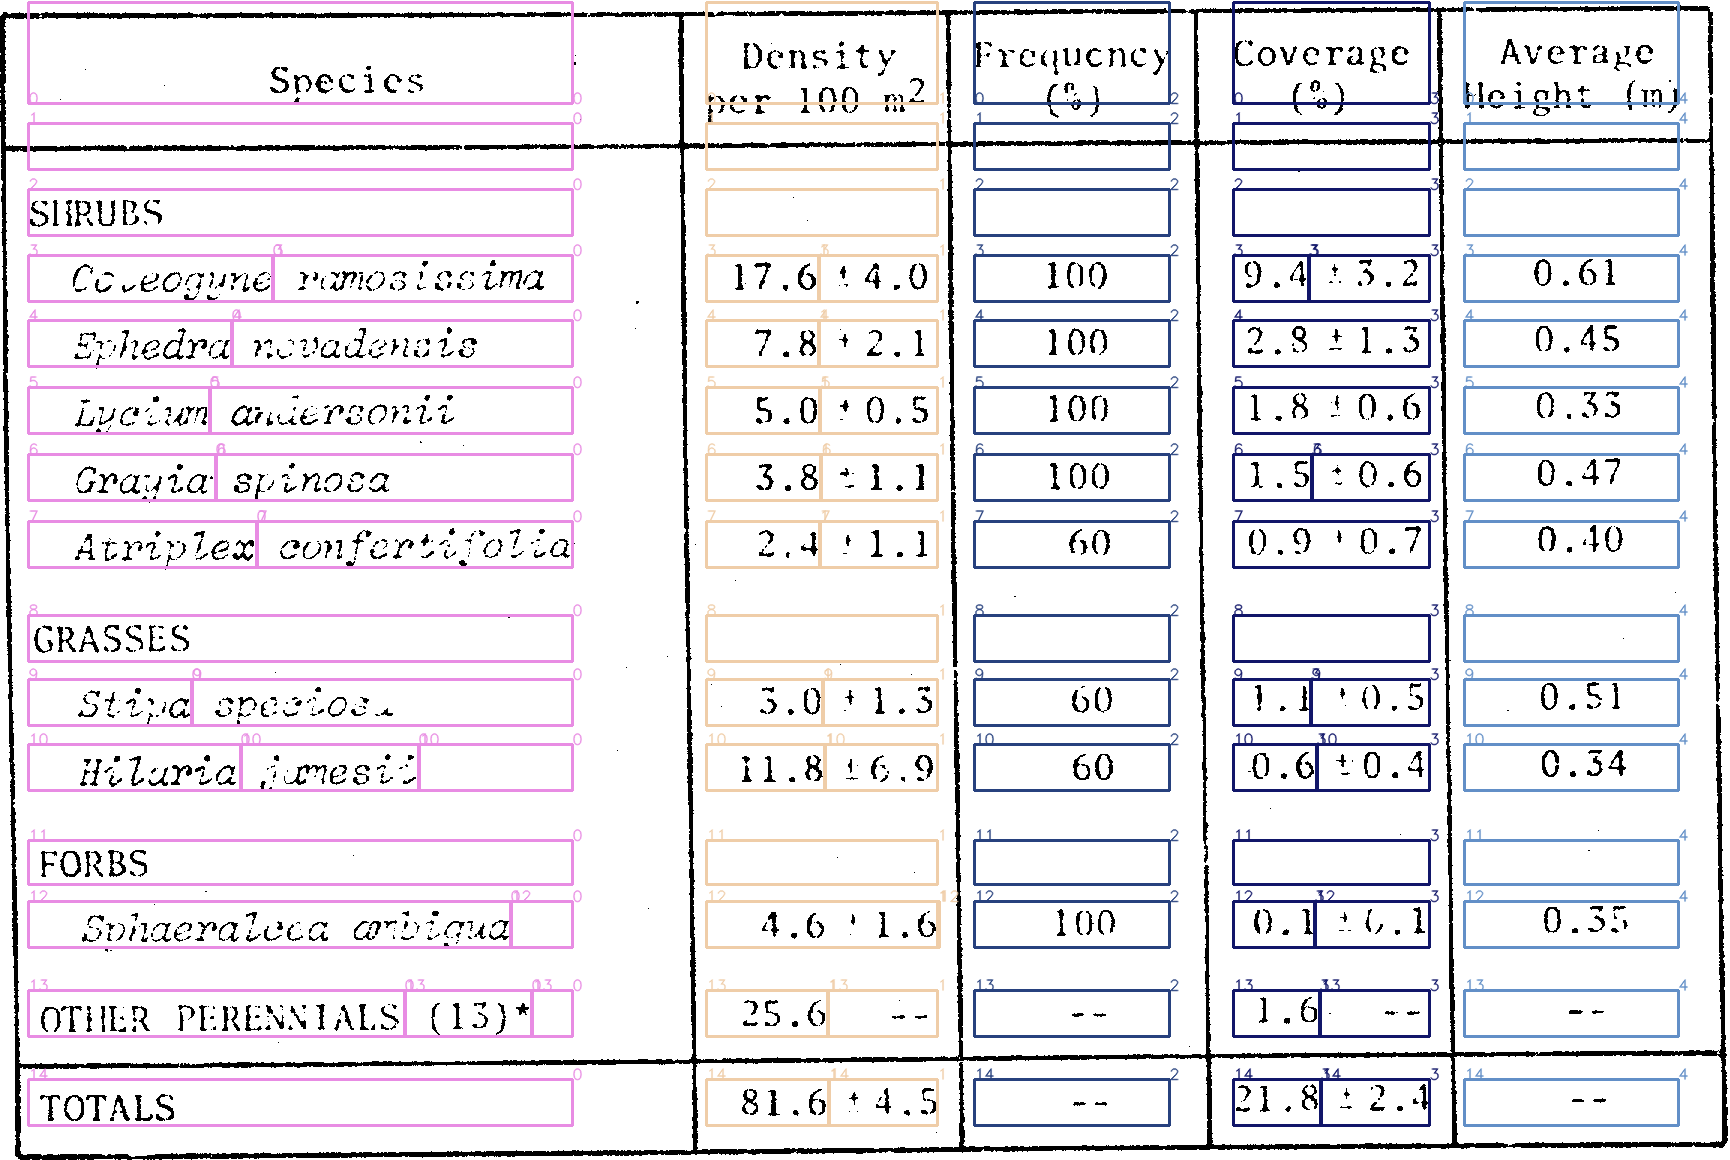 Species Density per 100 m2 Frequency (%) Coverage (%) Average Height (m)
SHRUBS
Coleogyne ramosissima 17.6 ± 4.0 100 9.4 ± 3.2 0.61
Ephedra nevadensis 7.8 ± 2.1 100 2.8 ± 1.3 0.45
Lycium andersonii 5.0 ± 0.5 100 1.8 ± 0.6 0.33
Grayia spinosa 3.8 ± 1.1 100 1.5 ± 0.6 0.47
Atriplex confertifolia 2.4 ± 1.1 60 0.9 ± 0.7 0.40
GRASSES
Stipa speciosa 3.0 ± 1.3 60 1.1 ± 0.5 0.51
Hilaria jamesii 11.8 ± 6.9 60 0.6 ± 0.4 0.34
FORBS
Sphaeralcea ambigua 4.6 ± 1.6 100 0.1 ± 0.1 0.35
OTHER PERENNIALS (13)* 25.6 -- -- 1.6 -- --
TOTALS 81.6 ± 4.5 -- 21.8 ± 2.4 --